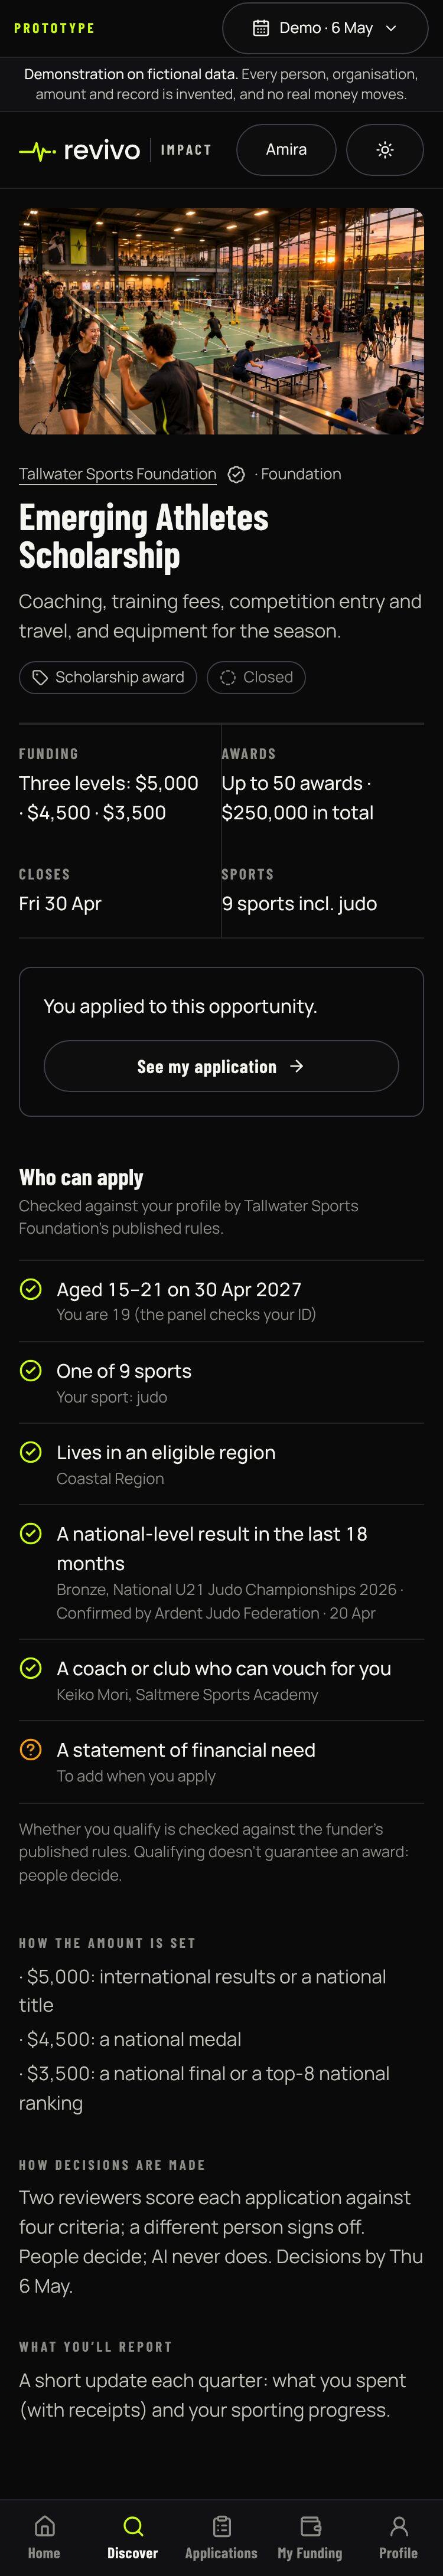 PROTOTYPE
Demo · 6 May
Demonstration on fictional data. Every person, organisation,
amount and record is invented, and no real money moves.
revivo IMPACT
Amira
Tallwater Sports Foundation · Foundation
Emerging Athletes
Scholarship
Coaching, training fees, competition entry and
travel, and equipment for the season.
Scholarship award
Closed
FUNDING
Three levels: $5,000
· $4,500 · $3,500
AWARDS
Up to 50 awards ·
$250,000 in total
CLOSES
Fri 30 Apr
SPORTS
9 sports incl. judo
You applied to this opportunity.
See my application →
Who can apply
Checked against your profile by Tallwater Sports
Foundation's published rules.
Aged 15–21 on 30 Apr 2027
You are 19 (the panel checks your ID)
One of 9 sports
Your sport: judo
Lives in an eligible region
Coastal Region
A national-level result in the last 18
months
Bronze, National U21 Judo Championships 2026 ·
Confirmed by Ardent Judo Federation · 20 Apr
A coach or club who can vouch for you
Keiko Mori, Saltmere Sports Academy
A statement of financial need
To add when you apply
Whether you qualify is checked against the funder's
published rules. Qualifying doesn't guarantee an award:
people decide.
HOW THE AMOUNT IS SET
· $5,000: international results or a national
title
· $4,500: a national medal
· $3,500: a national final or a top-8 national
ranking
HOW DECISIONS ARE MADE
Two reviewers score each application against
four criteria; a different person signs off.
People decide; AI never does. Decisions by Thu
6 May.
WHAT YOU'LL REPORT
A short update each quarter: what you spent
(with receipts) and your sporting progress.
Home
Discover
Applications
My Funding
Profile